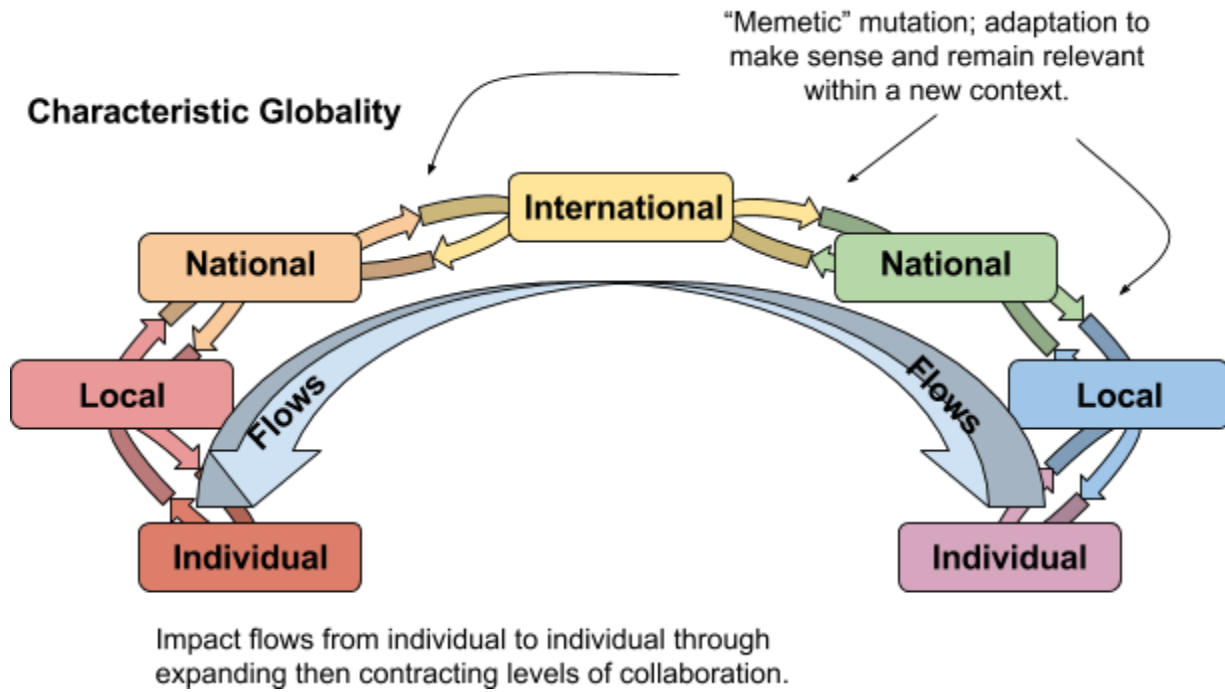 “Memetic” mutation; adaptation to
make sense and remain relevant
within a new context.
Characteristic Globality
International
National
National
Local
Flows
Flows
Local
Individual
Individual
Impact flows from individual to individual through
expanding then contracting levels of collaboration.